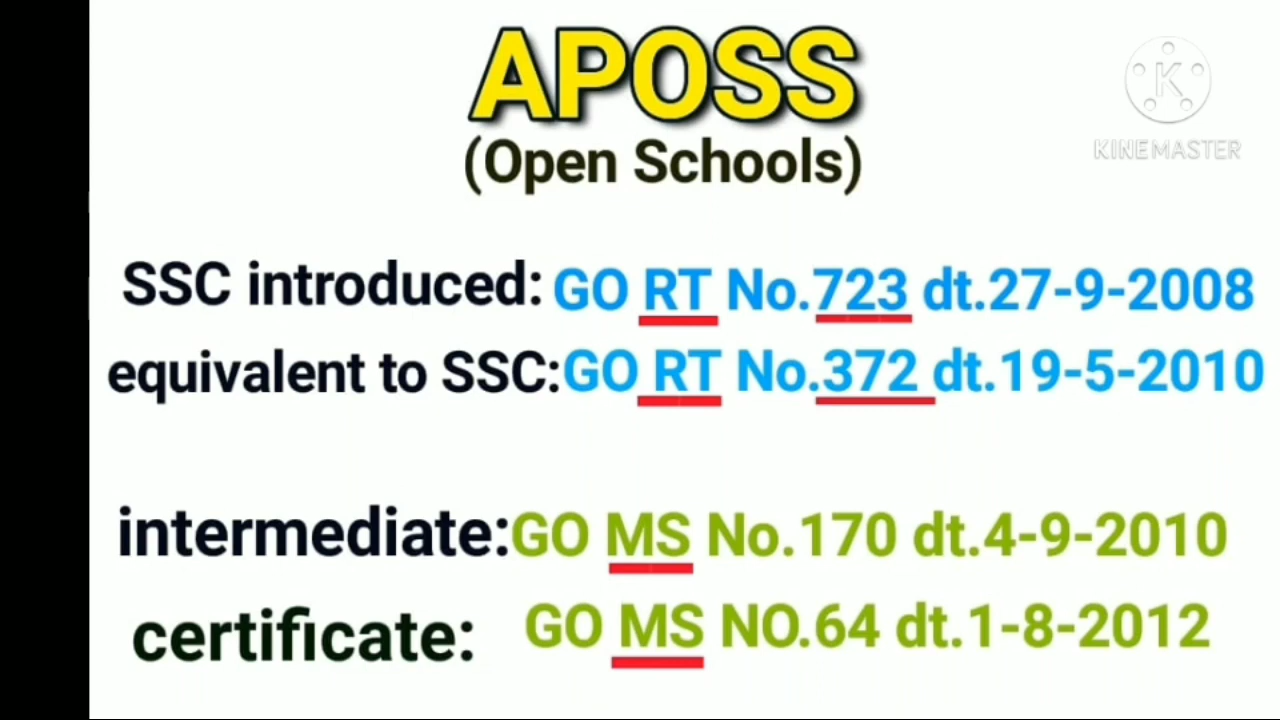 APOSS
(Open Schools)
K
KINEMASTER
SSC introduced: GO RT No.723 dt.27-9-2008
equivalent to SSC:GO RT No.372 dt.19-5-2010
intermediate:GO MS No.170 dt.4-9-2010
certificate: GO MS NO.64 dt.1-8-2012